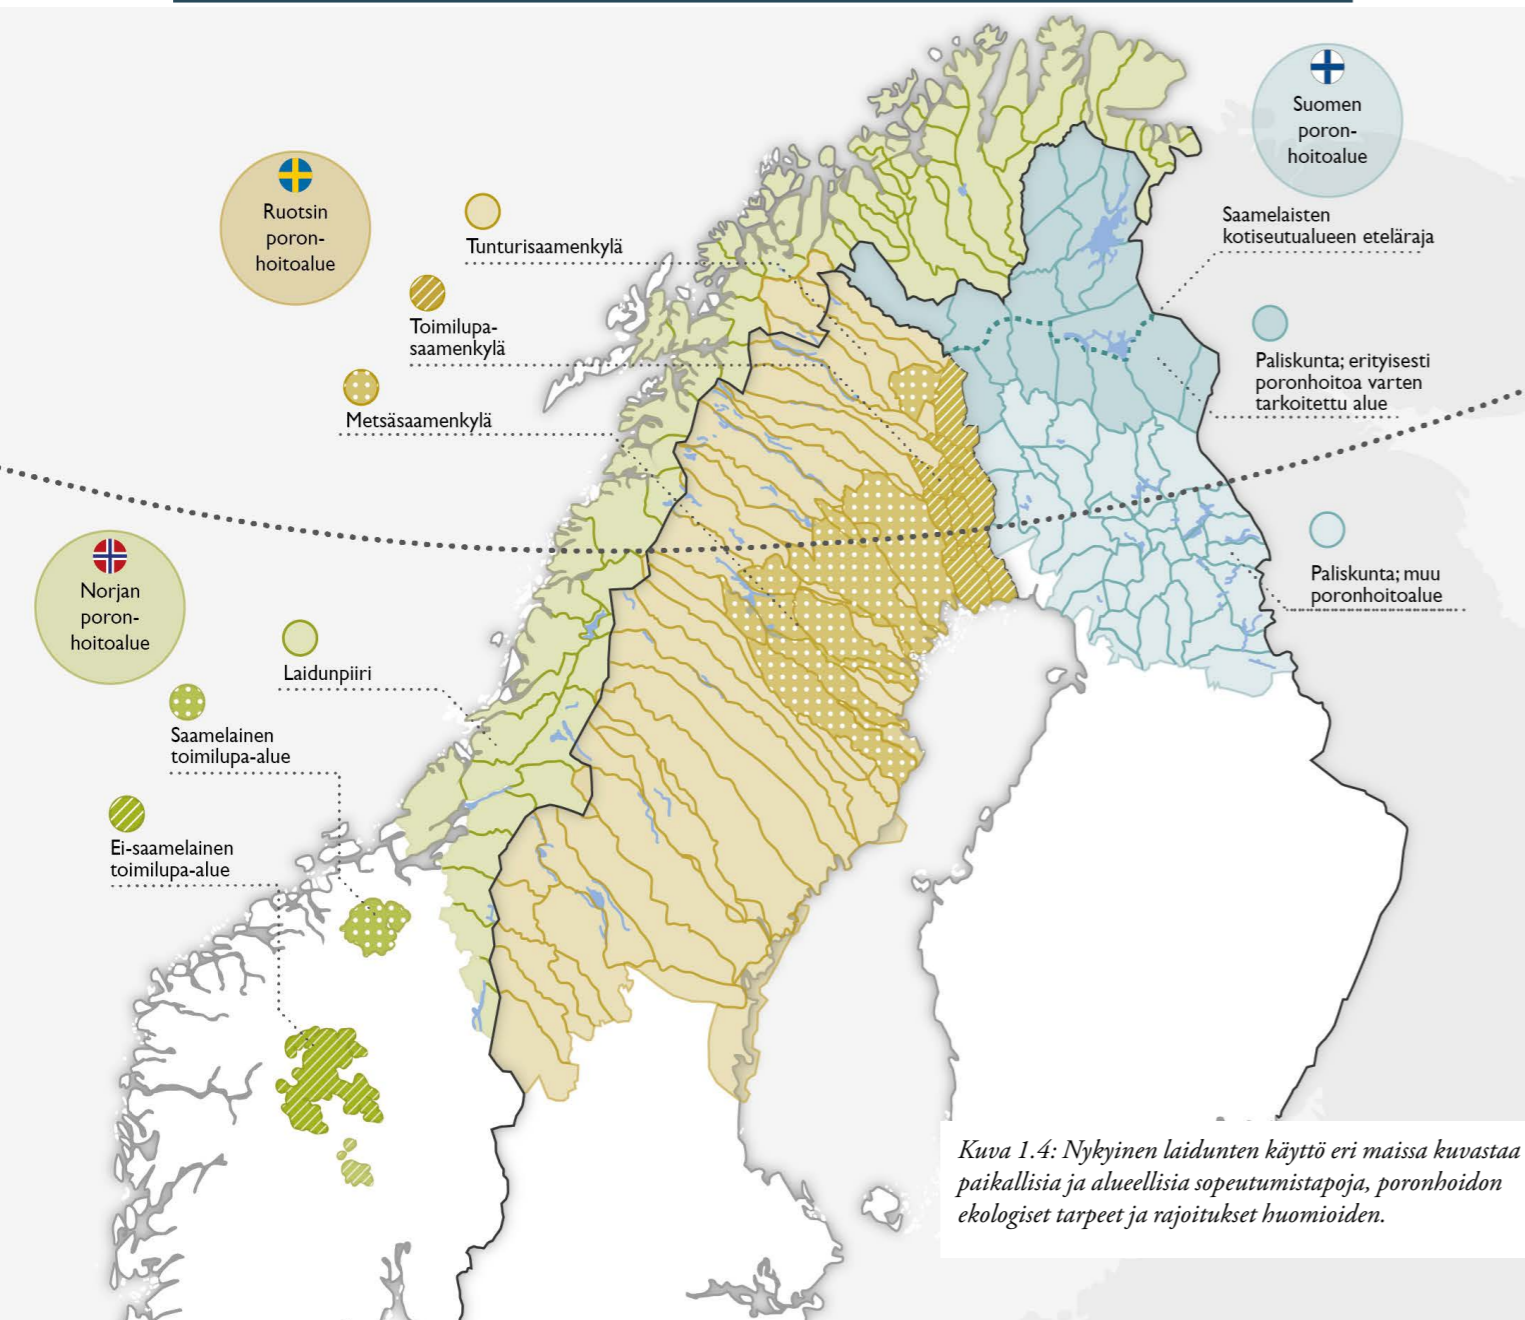 Suomen
poron-
hoitoalue
Saamelaisten
kotiseutualueen eteläraja
Paliskunta; erityisesti
poronhoitoa varten
tarkoitettu alue
Paliskunta; muu
poronhoitoalue
Ruotsin
poron-
hoitoalue
Tunturisaamenkylä
Toimilupa-
saamenkylä
Metsäsaamenkylä
Norjan
poron-
hoitoalue
Laidunpiiri
Saamelainen
toimilupa-alue
Ei-saamelainen
toimilupa-alue
Kuva 1.4: Nykyinen laidunten käyttö eri maissa kuvastaa
paikallisia ja alueellisia sopeutumistapoja, poronhoidon
ekologiset tarpeet ja rajoitukset huomioiden.